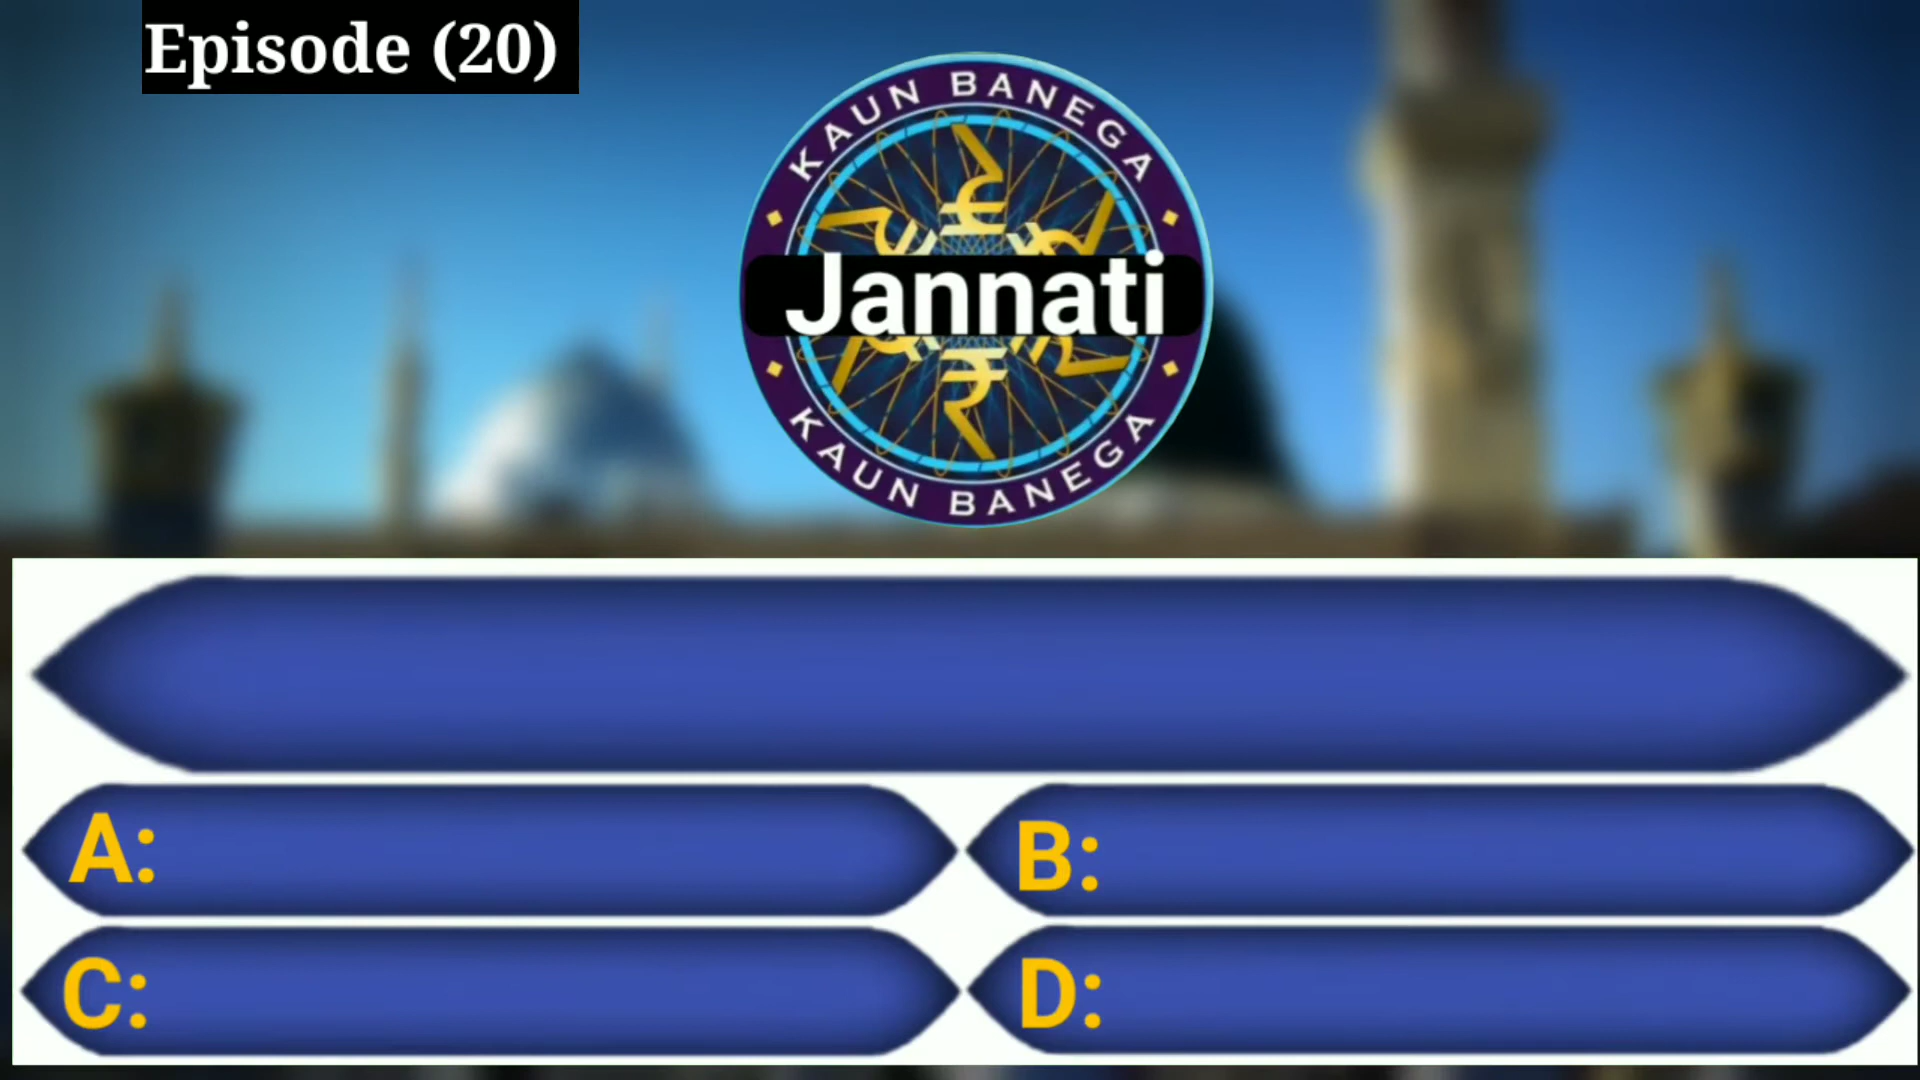 Episode (20)
KAUN BANEGA
Jannati
KAUN BANEGA
A:
B:
C:
D: